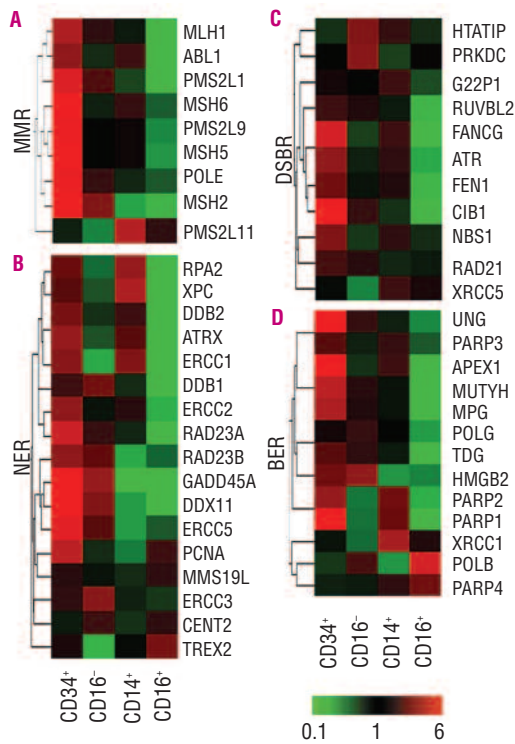 A
MMR
MLH1
ABL1
PMS2L1
MSH6
PMS2L9
MSH5
POLE
MSH2
PMS2L11
B
NER
RPA2
XPC
DDB2
ATRX
ERCC1
DDB1
ERCC2
RAD23A
RAD23B
GADD45A
DDX11
ERCC5
PCNA
MMS19L
ERCC3
CENT2
TREX2
CD34+
CD16−
CD14+
CD16+
C
DSBR
HTATIP
PRKDC
G22P1
RUVBL2
FANCG
ATR
FEN1
CIB1
NBS1
RAD21
XRCC5
D
BER
UNG
PARP3
APEX1
MUTYH
MPG
POLG
TDG
HMGB2
PARP2
PARP1
XRCC1
POLB
PARP4
CD34+
CD16−
CD14+
CD16+
0.1 1 6